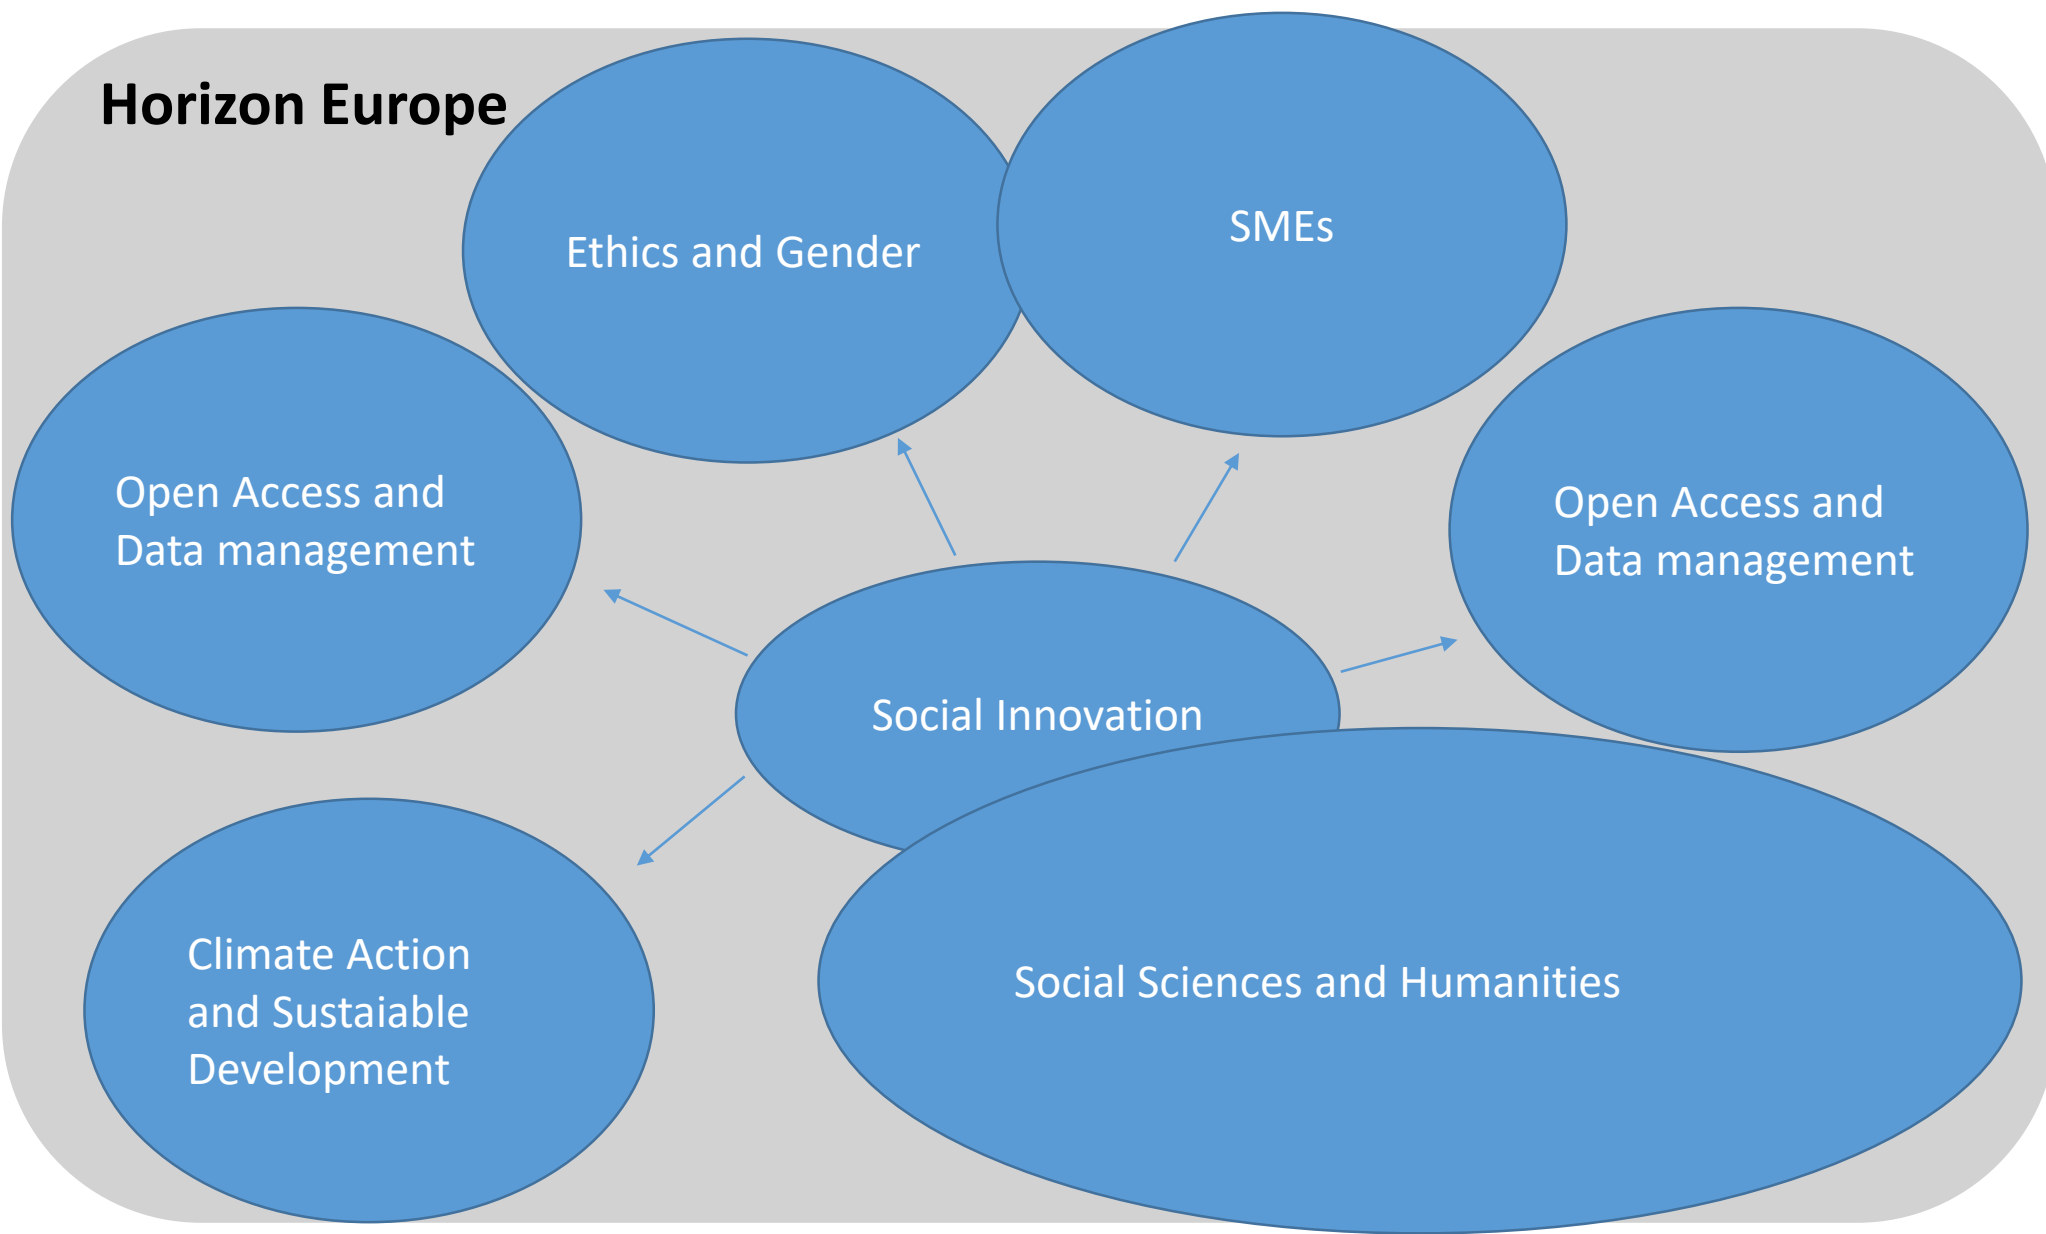 Horizon Europe
Ethics and Gender
SMEs
Open Access and
Data management
Open Access and
Data management
Social Innovation
Climate Action
and Sustaiable
Development
Social Sciences and Humanities